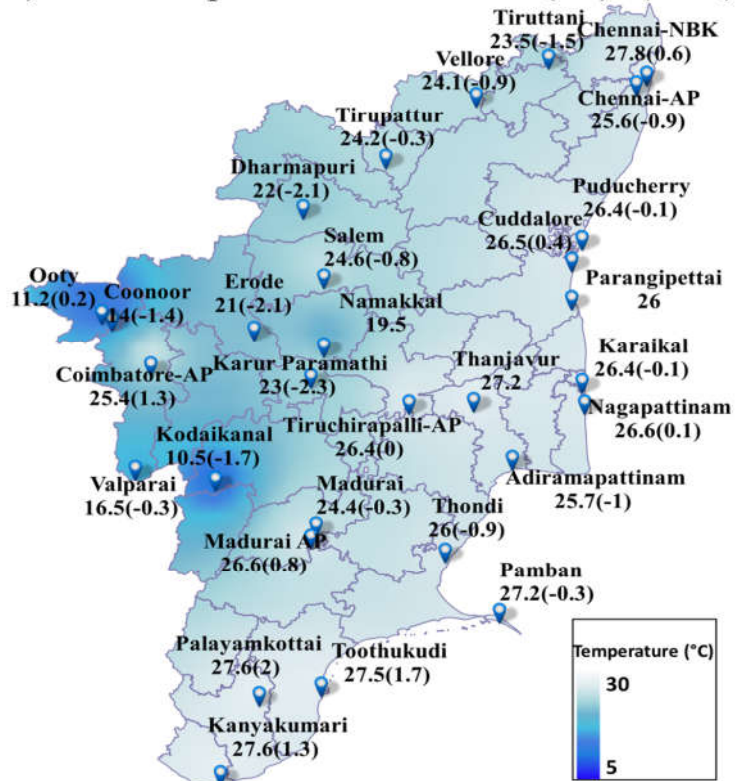 Tiruttani
23.5(-1.5)
Chennai-NBK
27.8(0.6)
Vellore
24.1(-0.9)
Chennai-AP
25.6(-0.9)
Tirupattur
24.2(-0.3)
Dharmapuri
22(-2.1)
Puducherry
26.4(-0.1)
Cuddalore
26.5(0.4)
Salem
24.6(-0.8)
Parangipettai
26
Ooty
11.2(0.2)
Coonoor
14(-1.4)
Erode
21(-2.1)
Namakkal
19.5
Karaikal
26.4(-0.1)
Coimbatore-AP
25.4(1.3)
Karur Paramathi
23(-2.3)
Thanjavur
27.2
Nagapattinam
26.6(0.1)
Tiruchirapalli-AP
26.4(0)
Kodaikanal
10.5(-1.7)
Valparai
16.5(-0.3)
Adiramapattinam
25.7(-1)
Madurai
24.4(-0.3)
Thondi
26(-0.9)
Madurai AP
26.6(0.8)
Pamban
27.2(-0.3)
Palayamkottai
27.6(2)
Toothukudi
27.5(1.7)
Kanyakumari
27.6(1.3)
Temperature (°C)
30
5